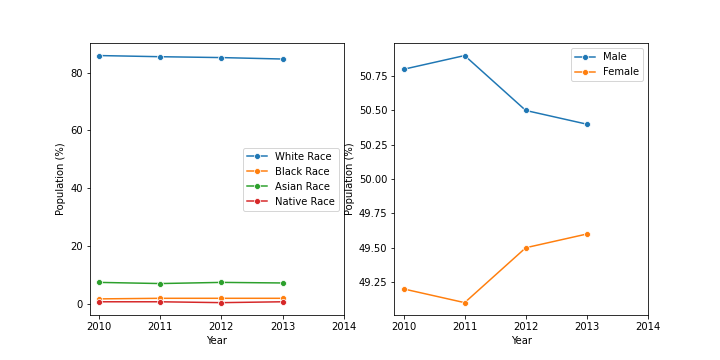 80
60
40
20
0
Population (%)
White Race
Black Race
Asian Race
Native Race
2010 2011 2012 2013 2014
Year
50.75
50.50
50.25
50.00
49.75
49.50
49.25
Population (%)
Male
Female
2010 2011 2012 2013 2014
Year